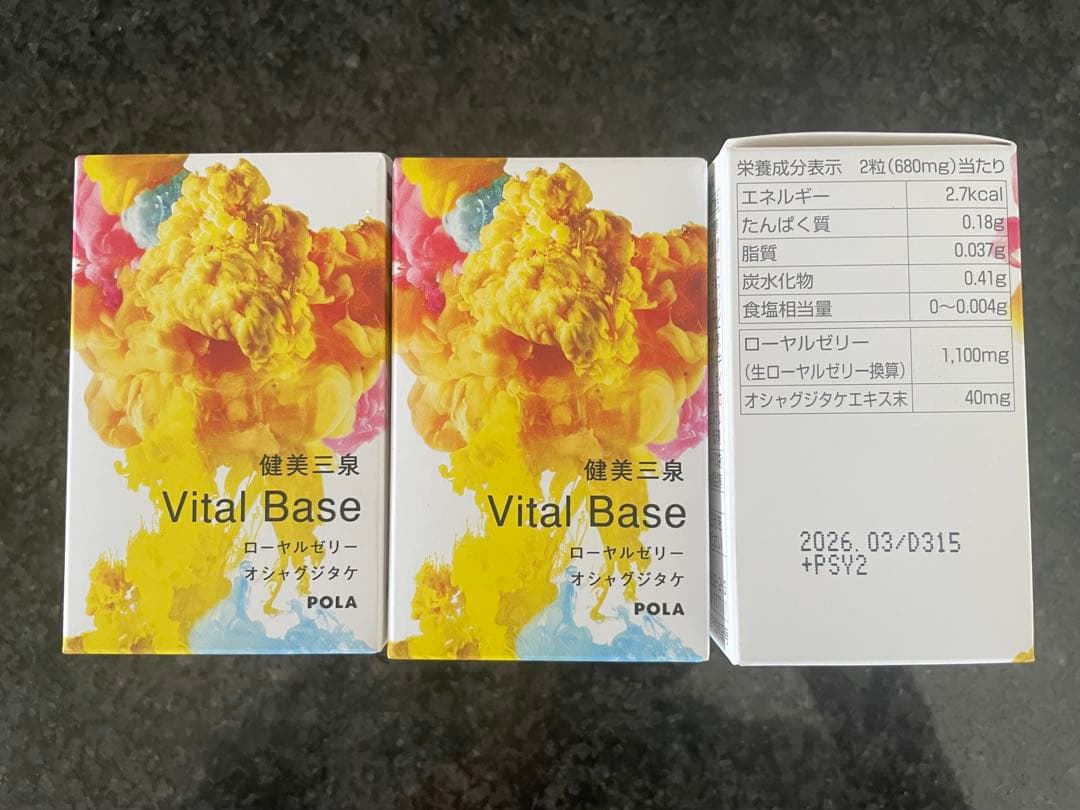 健美三泉
Vital Base
ローヤルゼリー
オシャグジタケ
POLA
健美三泉
Vital Base
ローヤルゼリー
オシャグジタケ
POLA
栄養成分表示 2粒(680mg)当たり
エネルギー 2.7kcal
たんぱく質 0.18g
脂質 0.037g
炭水化物 0.41g
食塩相当量 0〜0.004g
ローヤルゼリー
(生ローヤルゼリー換算) 1,100mg
オシャグジタケエキス末 40mg
2026.03/D315
+PSY2